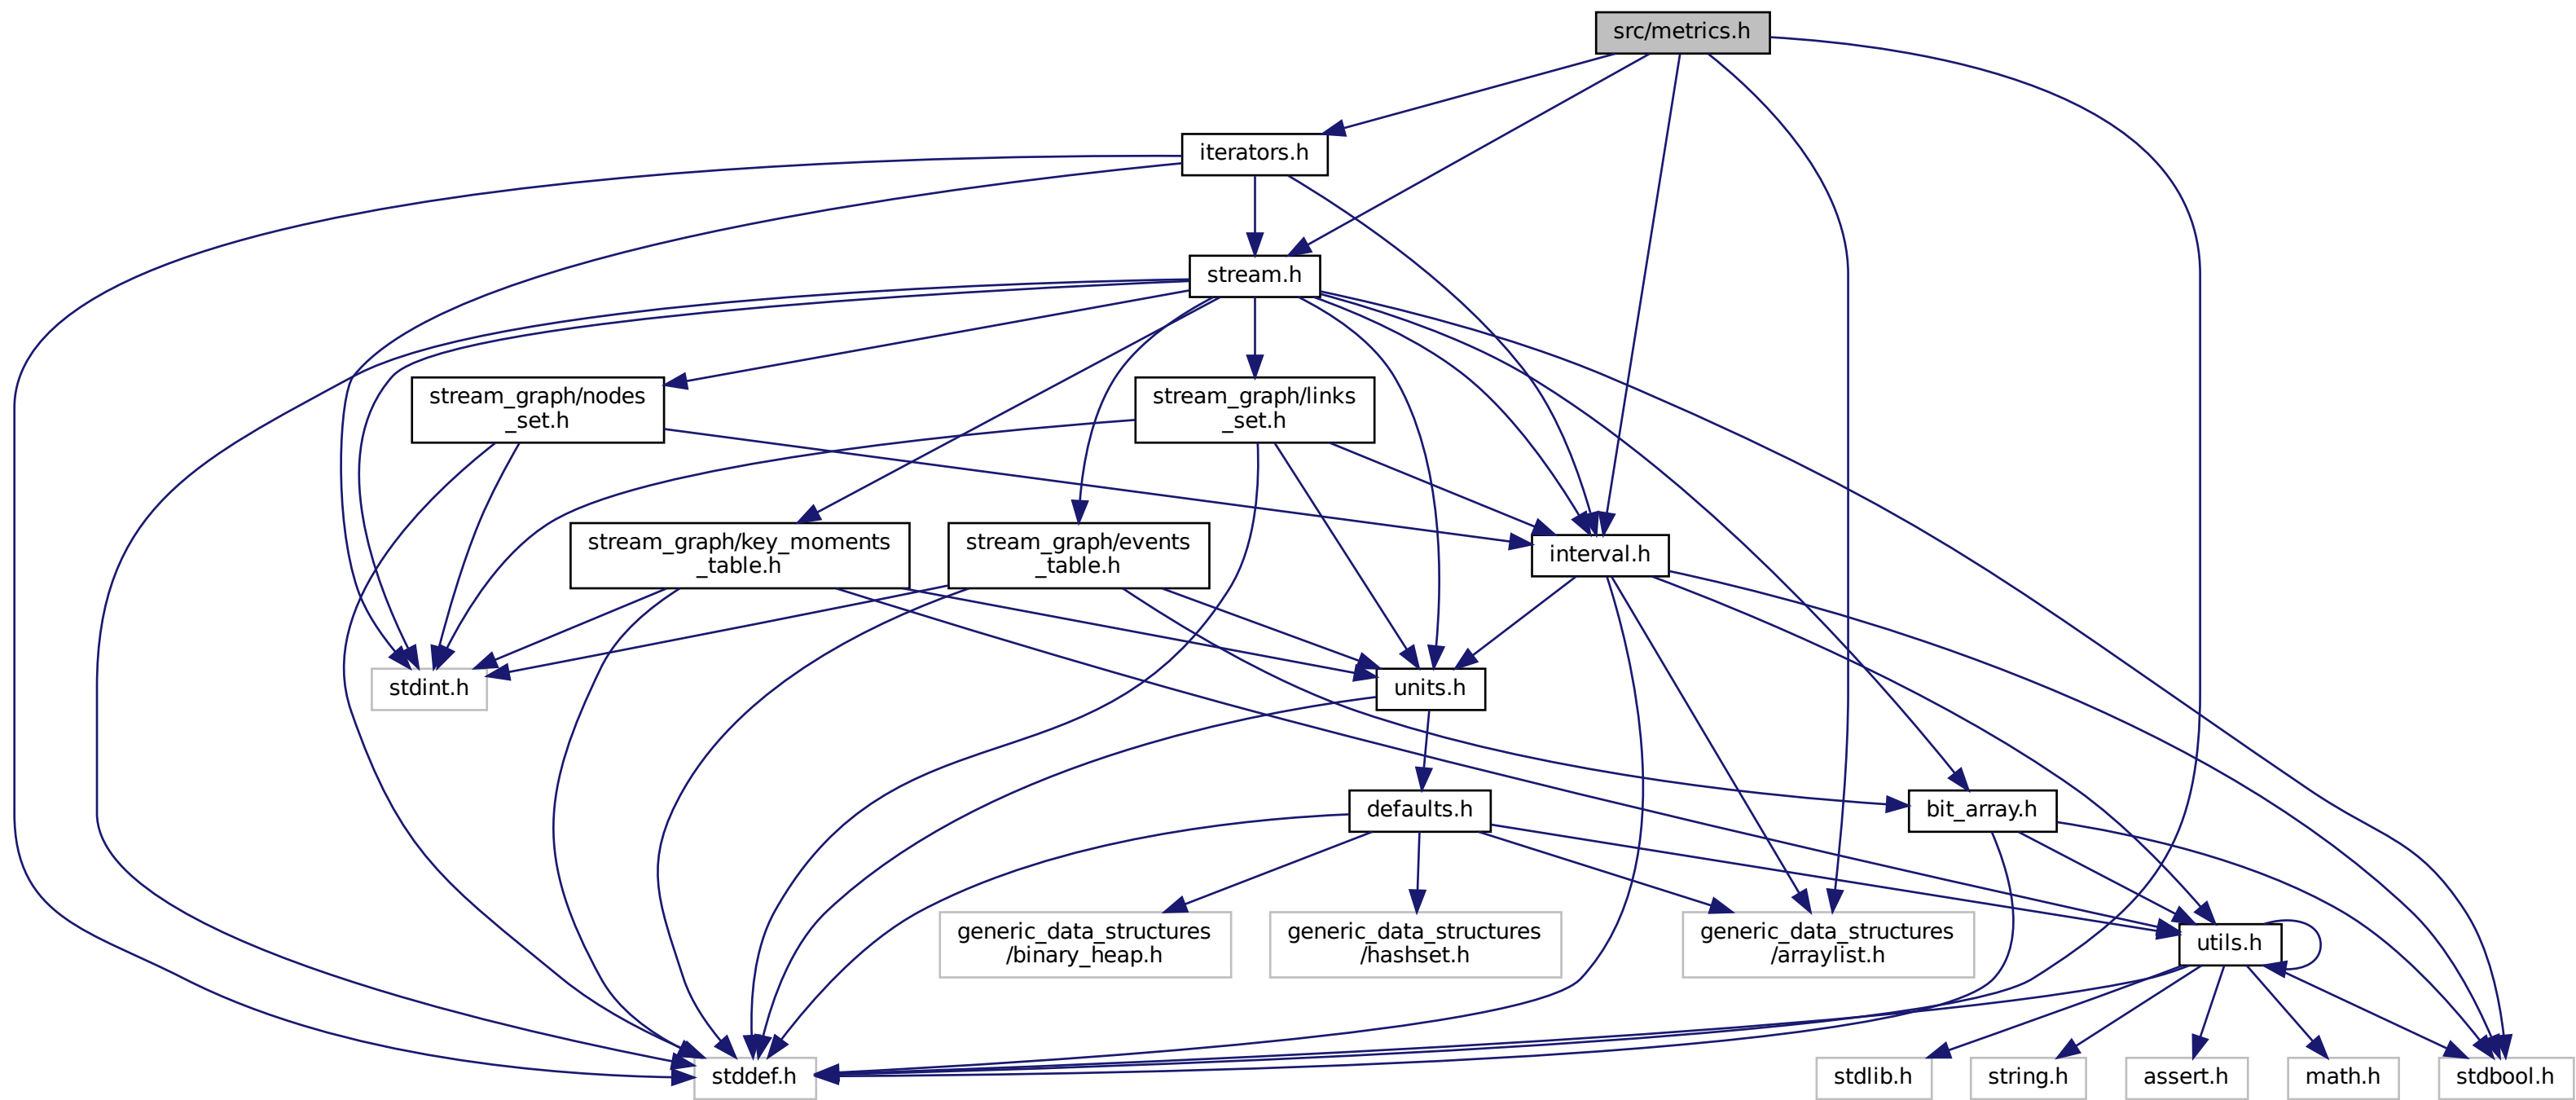 src/metrics.h
iterators.h
stream.h
stream_graph/nodes
_set.h
stream_graph/links
_set.h
stream_graph/key_moments
_table.h
stream_graph/events
_table.h
interval.h
stdint.h
units.h
defaults.h
bit_array.h
generic_data_structures
/binary_heap.h
generic_data_structures
/hashset.h
generic_data_structures
/arraylist.h
utils.h
stddef.h
stdlib.h
string.h
assert.h
math.h
stdbool.h